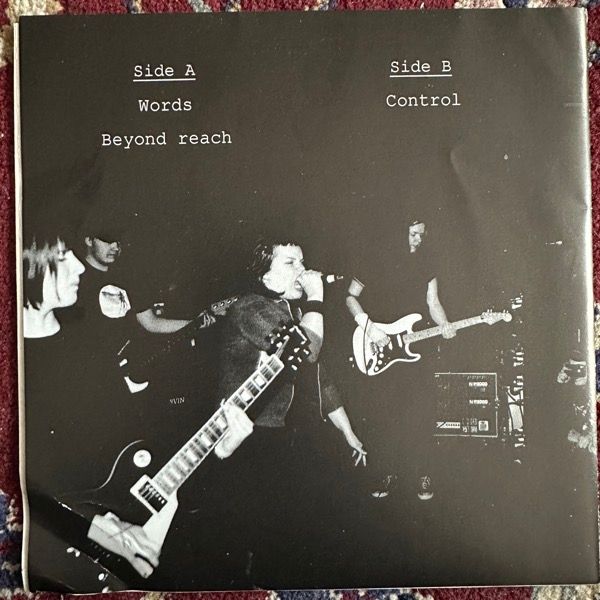 Side A
Words
Beyond reach
Side B
Control